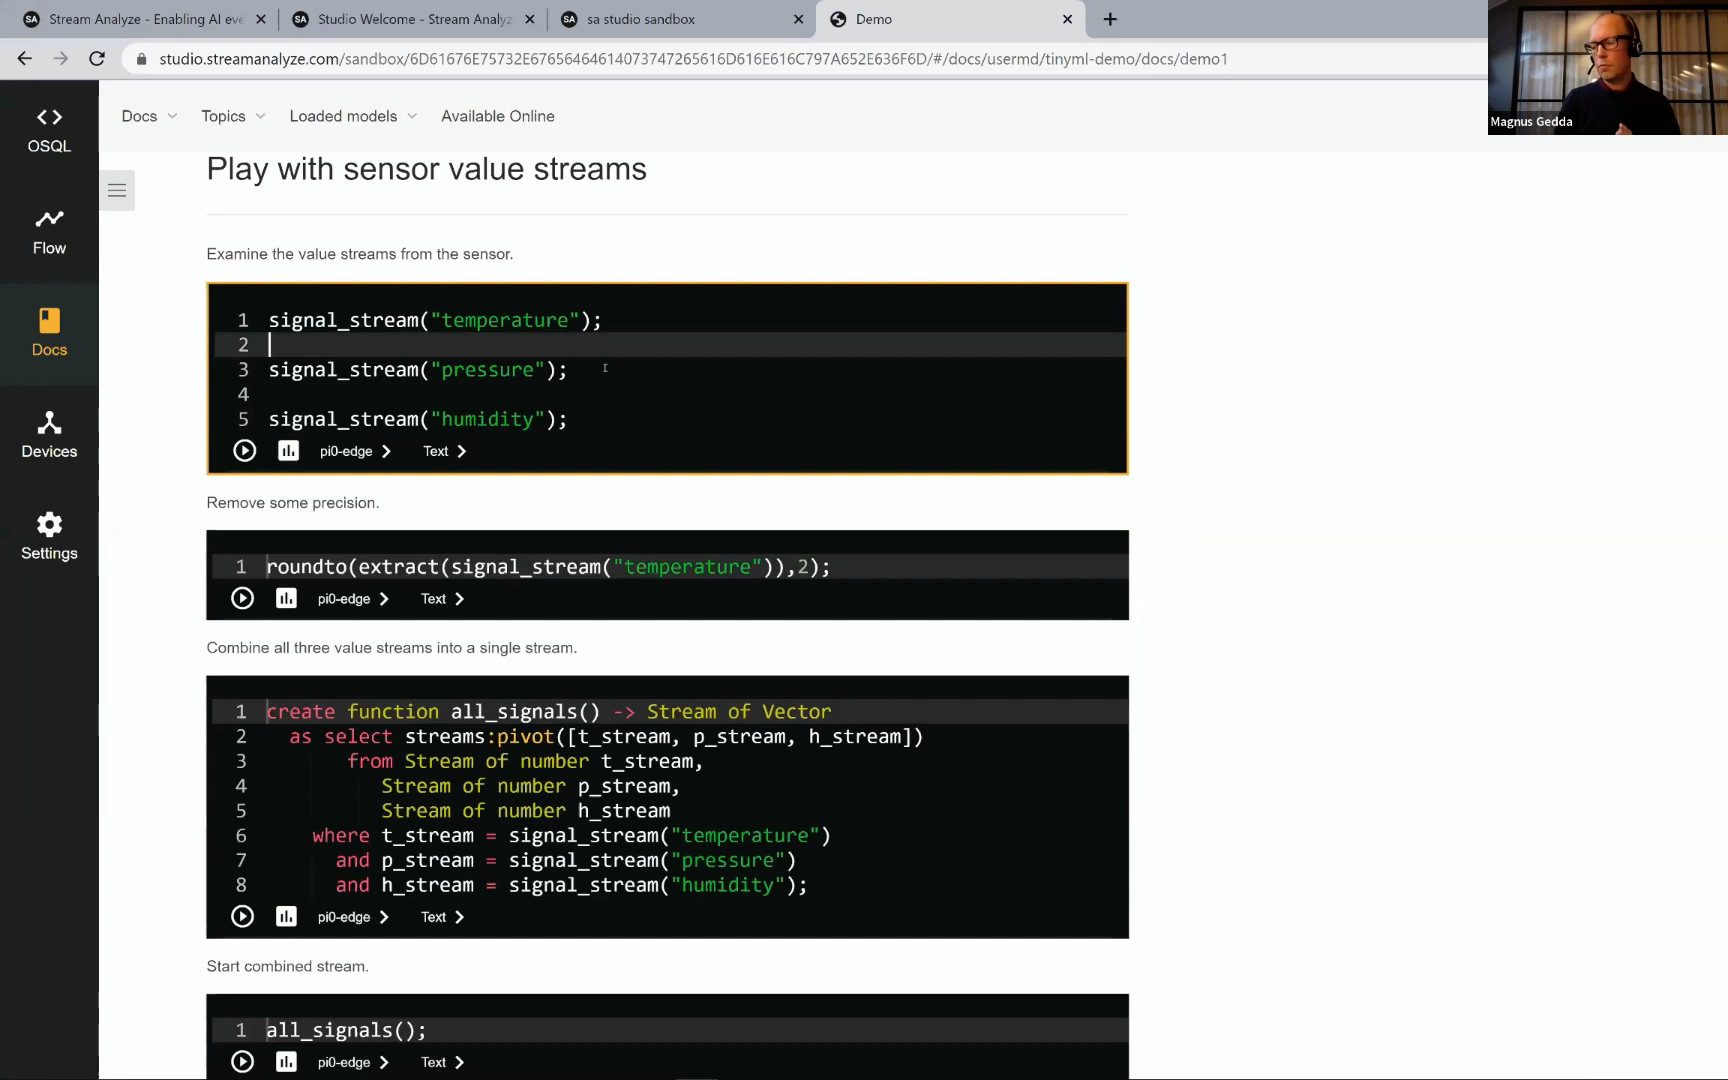 Stream Analyze - Enabling AI eve
Studio Welcome - Stream Analyz
sa studio sandbox
Demo
studio.streamanalyze.com/sandbox/6D61676E75732E67656464614073747265616D616E616C797A652E636F6D/#/docs/usermd/tinyml-demo/docs/demo1
Magnus Gedda
OSQL
Flow
Docs
Devices
Settings
Docs
Topics
Loaded models
Available Online
Play with sensor value streams
Examine the value streams from the sensor.
1 signal_stream("temperature");
2
3 signal_stream("pressure");
4
5 signal_stream("humidity");
pi0-edge
Text
Remove some precision.
1 roundto(extract(signal_stream("temperature")),2);
pi0-edge
Text
Combine all three value streams into a single stream.
1 create function all_signals() -> Stream of Vector
2 as select streams:pivot([t_stream, p_stream, h_stream])
3 from Stream of number t_stream,
4 Stream of number p_stream,
5 Stream of number h_stream
6 where t_stream = signal_stream("temperature")
7 and p_stream = signal_stream("pressure")
8 and h_stream = signal_stream("humidity");
pi0-edge
Text
Start combined stream.
1 all_signals();
pi0-edge
Text